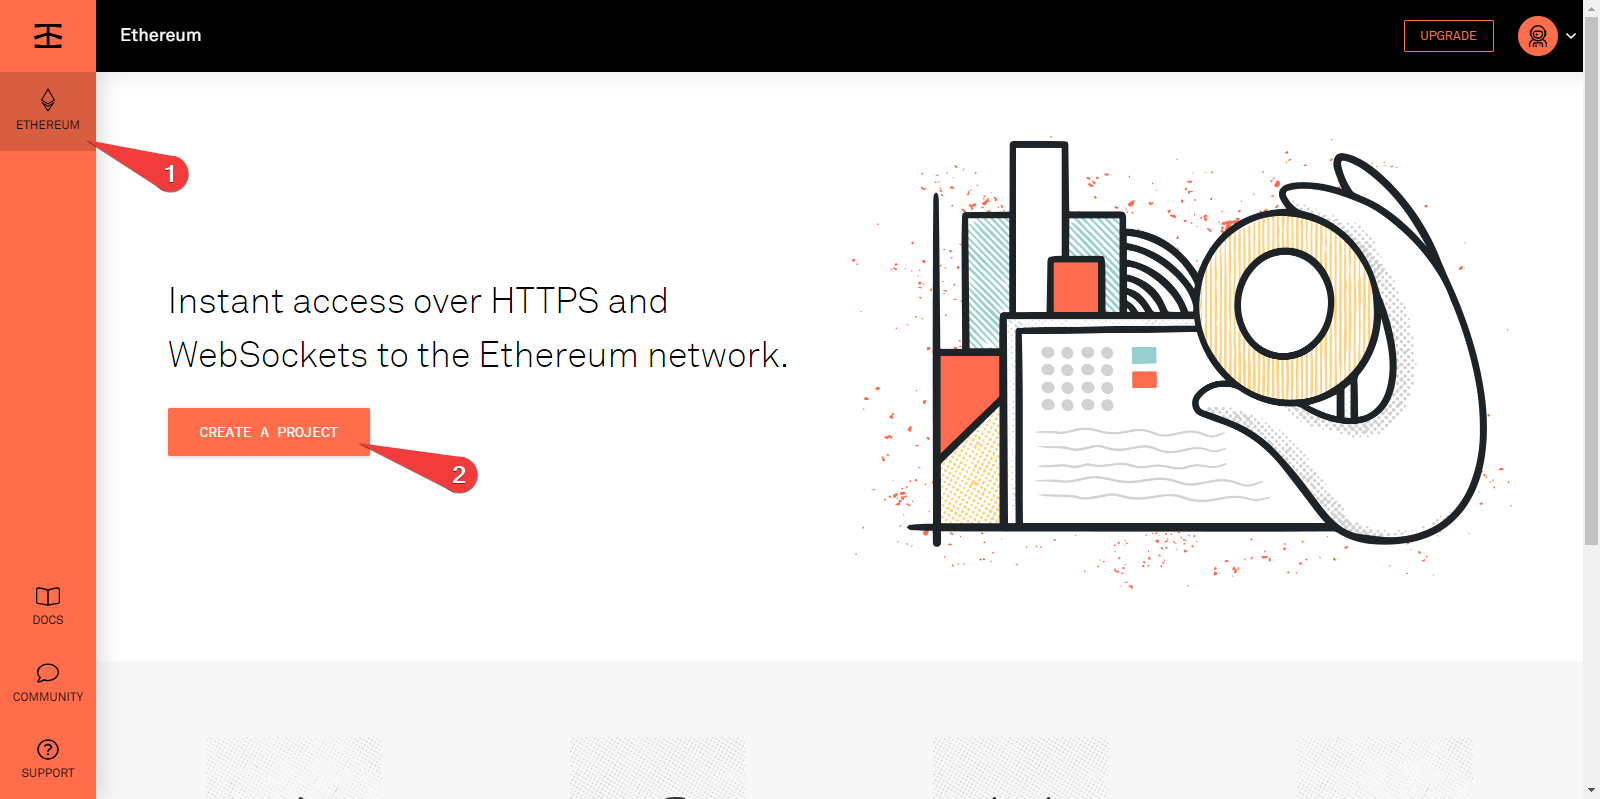 Ethereum
UPGRADE
ETHEREUM
1
Instant access over HTTPS and
WebSockets to the Ethereum network.
CREATE A PROJECT
2
DOCS
COMMUNITY
SUPPORT